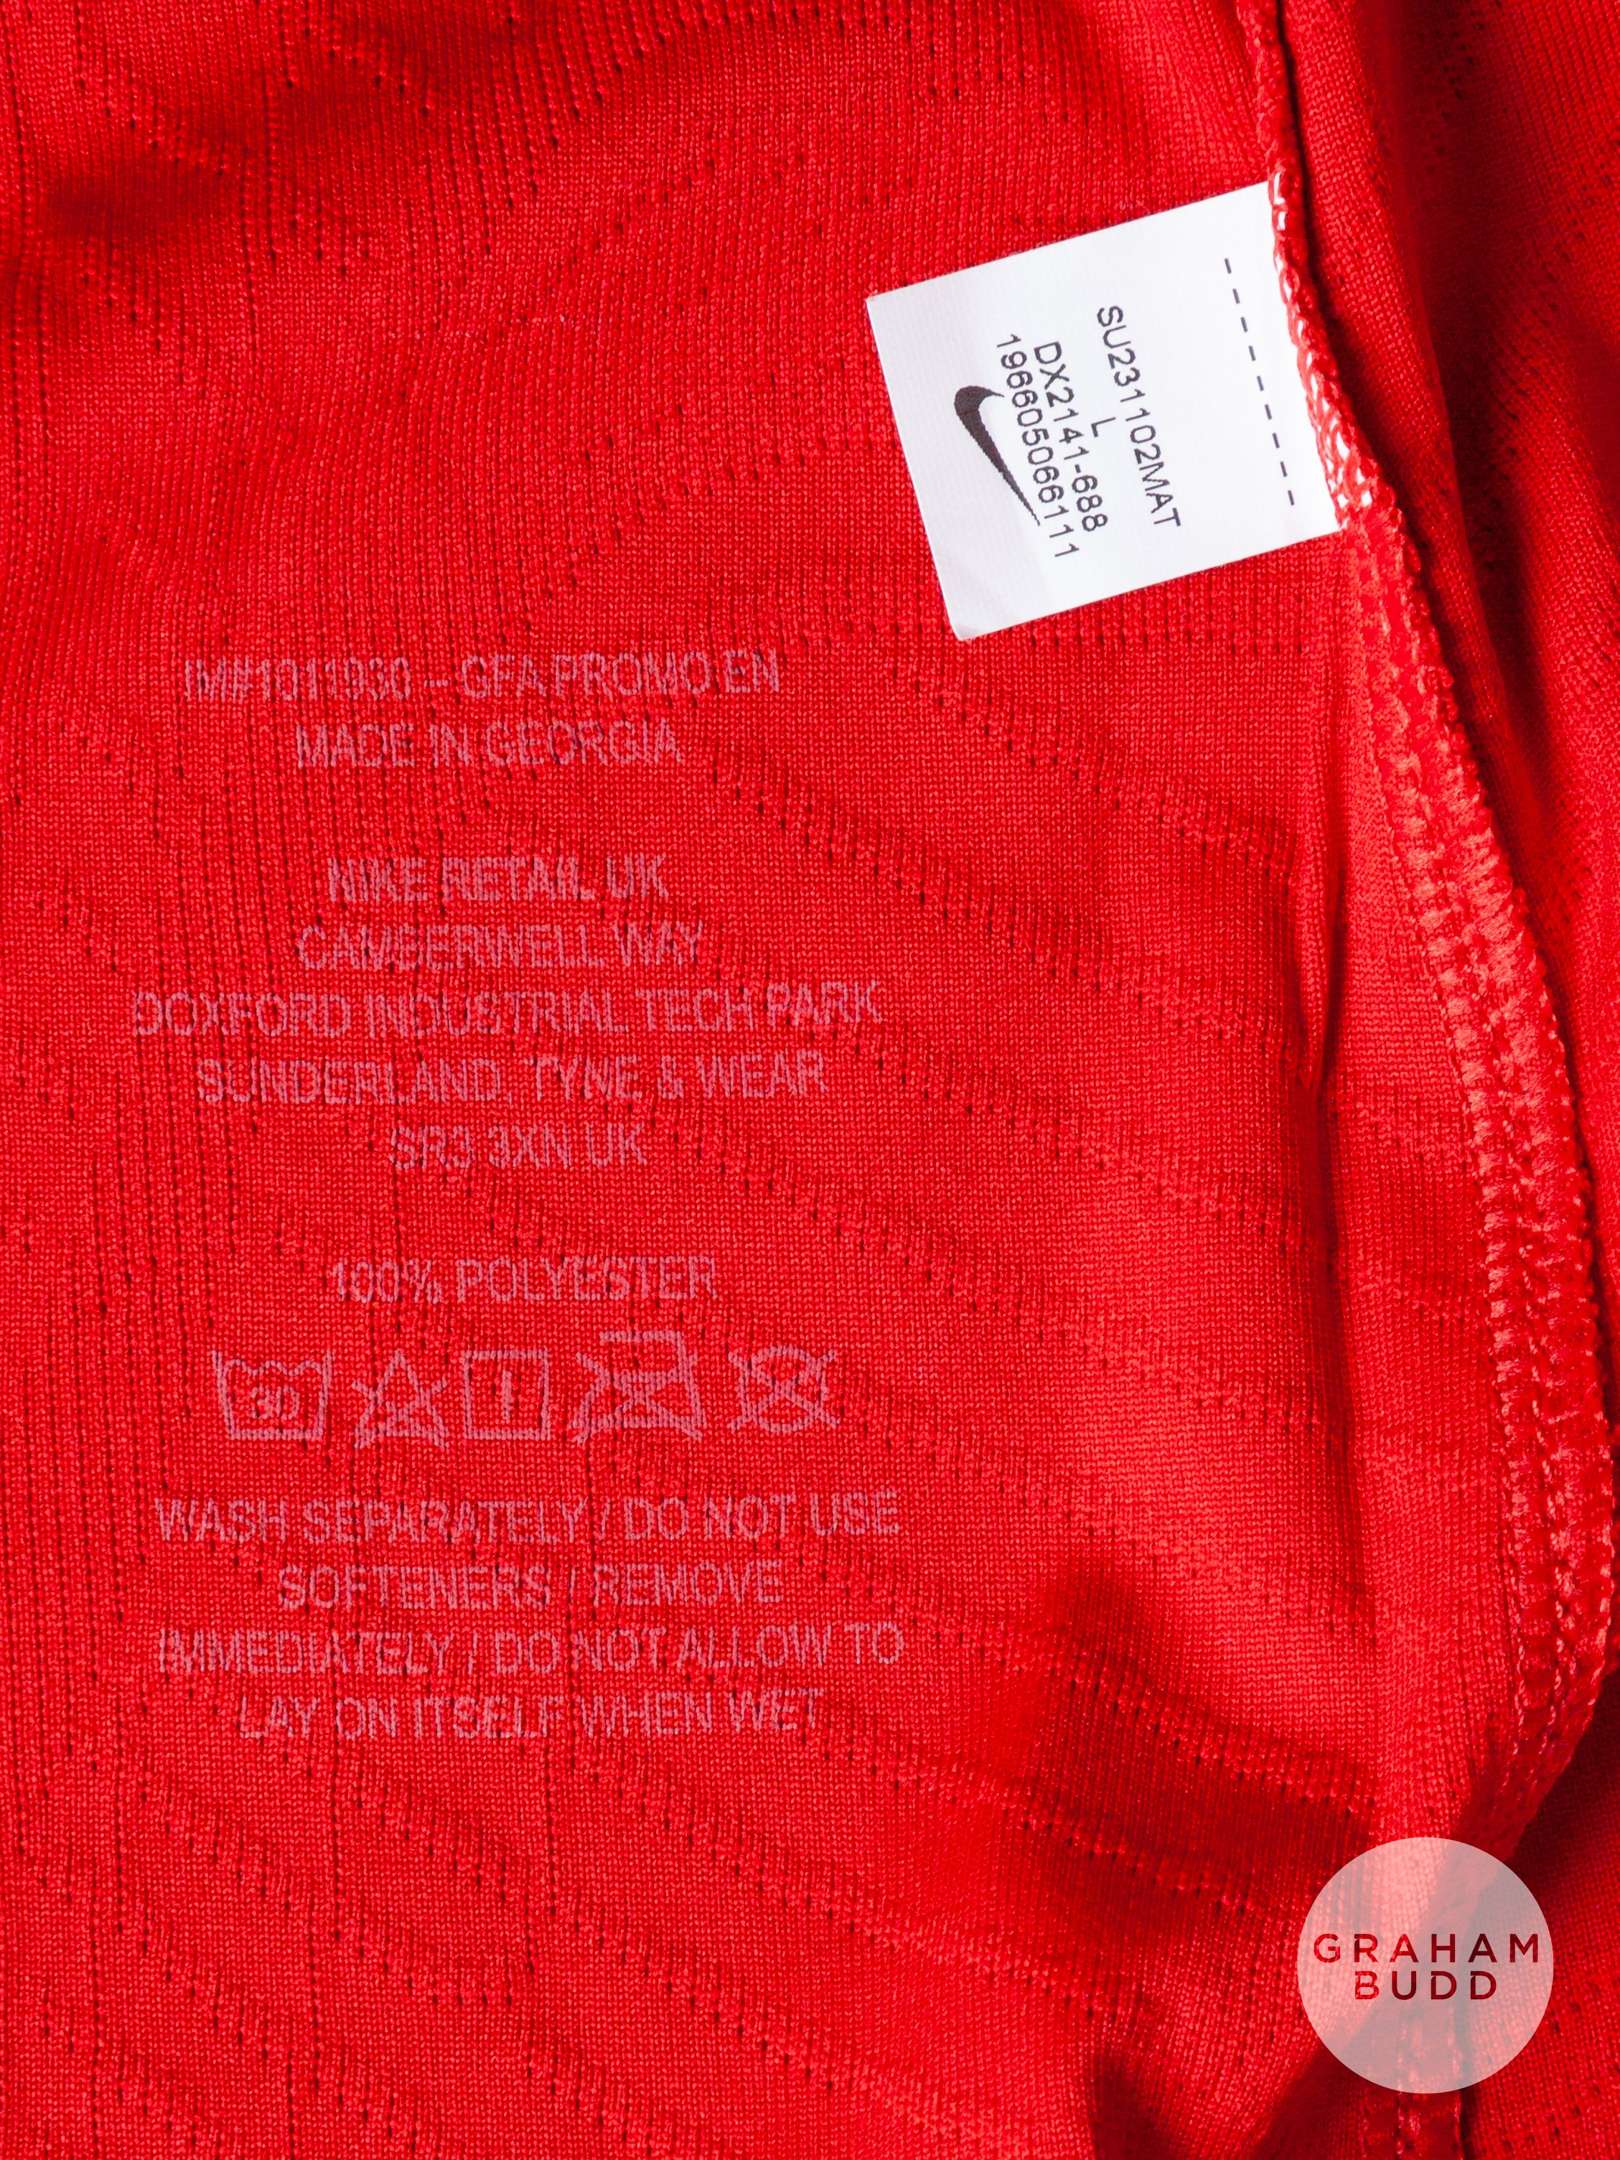 SU231102MAT
L
DX2141-688
196605066111
IM#1011930 – GFA PROMO EN
MADE IN GEORGIA
NIKE RETAIL UK
CAMBERWELL WAY
DOXFORD INDUSTRIAL TECH PARK
SUNDERLAND, TYNE & WEAR
SR3 3XN UK
100% POLYESTER
30
WASH SEPARATELY / DO NOT USE
SOFTENERS / REMOVE
IMMEDIATELY / DO NOT ALLOW TO
LAY ON ITSELF WHEN WET
GRAHAM
BUDD